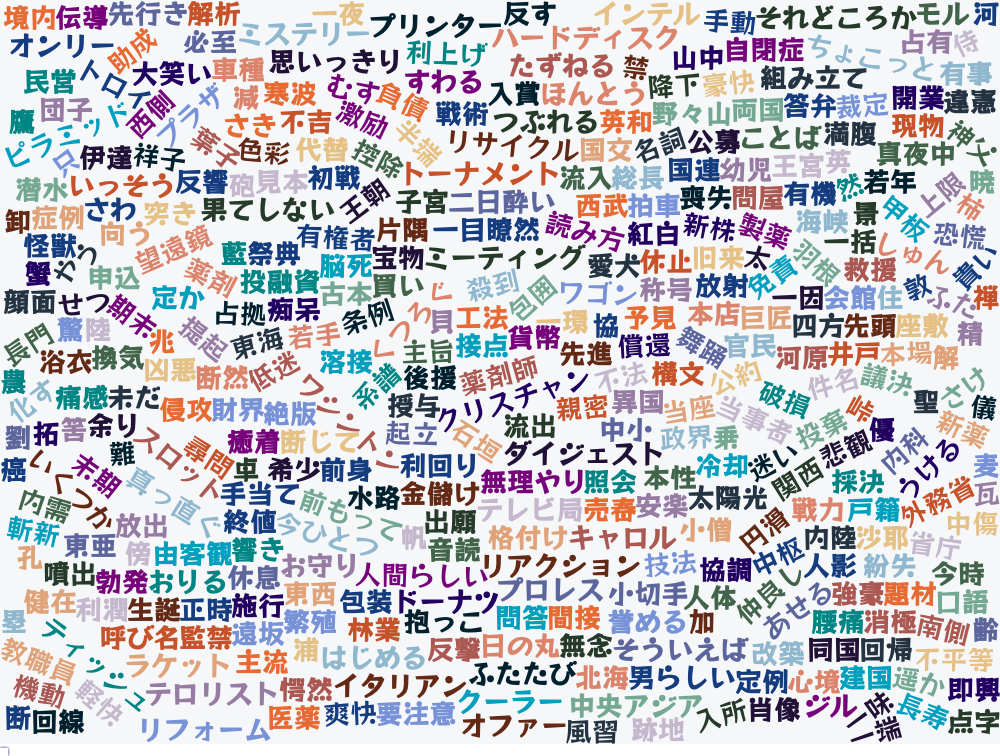 境内 伝導 先行き 解析 一夜 プリンター 反す インテル 手動 それどころか モル 河
オンリー 助成 必至 ミステリー 利上げ ハードディスク 山中 自閉症 ちょこっと 占有 侍
民営 トロイ 大笑い 車種 思いっきり すわる たずねる 禁 降下 豪快 組み立て 有事
鷹 団子 西側 プラザ 減 寒波 むす 負債 戦術 入賞 ほんとう 野々山 両国 答弁 裁定 開業 違憲
ピラミッド 葉子 さき 不吉 激励 半端 つぶれる 英和 名詞 公募 ことば 満腹 現物 神々
伊達 祥子 色彩 代替 控除 リサイクル 国文 国連 幼児 王宮 英 真夜中
潜水 いっそう 反響 砲 見本 初戦 王朝 トーナメント 流入 総長 喪失 問屋 有機 然 若年 上限 柿 暁
卸 症例 さわ 突き 果てしない 子宮 二日酔い 西武 拍車 海峡 景 甲板 恐慌
怪獣 向う 望遠鏡 藍 祭典 有権者 片隅 一目瞭然 読み方 紅白 新株 製薬 一括 しゅん 貴い
蟹 わっ 申込 薬剤 投融資 脳死 宝物 ミーティング 愛犬 休止 旧来 太 羽根 救援
顔面 せつ 期末 定か 占拠 痴呆 古本 買い 殺到 包囲 ワゴン 称号 放射 免責 一因 会館 住 敦 ふた 禅
長門 驚 陸 兆 提起 東海 若手 条例 くつろぐ 貝 工法 貨幣 一環 協 予見 本店 巨匠 四方 先頭 座敷 精
浴衣 換気 凶悪 断然 低迷 溶接 系譜 主旨 接点 先進 償還 舞踊 官民 河原 井戸 本場 解
農 化す 痛感 未だ 侵攻 財界 絶版 後援 薬剤師 不法 構文 公約 破損 件名 議決 さけ
劉 拓 筈 余り スロット 尋問 授与 クリスチャン 親密 異国 当座 当事者 投棄 峠 優 聖 儀
癌 難 癒着 断じて 起立 石垣 流出 中小 政界 乗 悲観 内科 新薬
いくつか 末期 真っ直ぐ 卓 希少 前身 利回り ダイジェスト 冷却 迷い 関西 採決 うける 麦
内需 手当て 前もって 水路 金儲け 無理やり 照会 本性 太陽光 戦力 戸籍 外務省 瓦
斬新 放出 終値 今ひとつ 帆 出願 テレビ局 売春 安楽 円滑 内陸 沙耶 省庁 中傷
孔 東亜 傍 由 客観 響き お守り 音読 格付け キャロル 小僧
噴出 勃発 おりる 休息 人間らしい リアクション 技法 協調 中枢 人影 紛失 今時
塁 健在 利潤 生誕 正時 施行 東西 包装 ドーナツ プロレス 小切手 人体 仲良し あせる 強豪 題材 口語
ティッシュ 呼び名 監禁 遠坂 繁殖 林業 抱っこ 問答 間接 誉める 加 腰痛 消極 南側 齢
教職員 ラケット 主流 浦 はじめる 反撃 日の丸 無念 そういえば 改築 同国 回帰 不平等
機動 軽快 テロリスト 愕然 イタリアン ふたたび 北海 男らしい 定例 心境 建国 遥か 即興
断 回線 リフォーム 医薬 爽快 要注意 クーラー オファー 風習 中央アジア 跡地 入所 肖像 ジル 一味 一端 長寿 点字